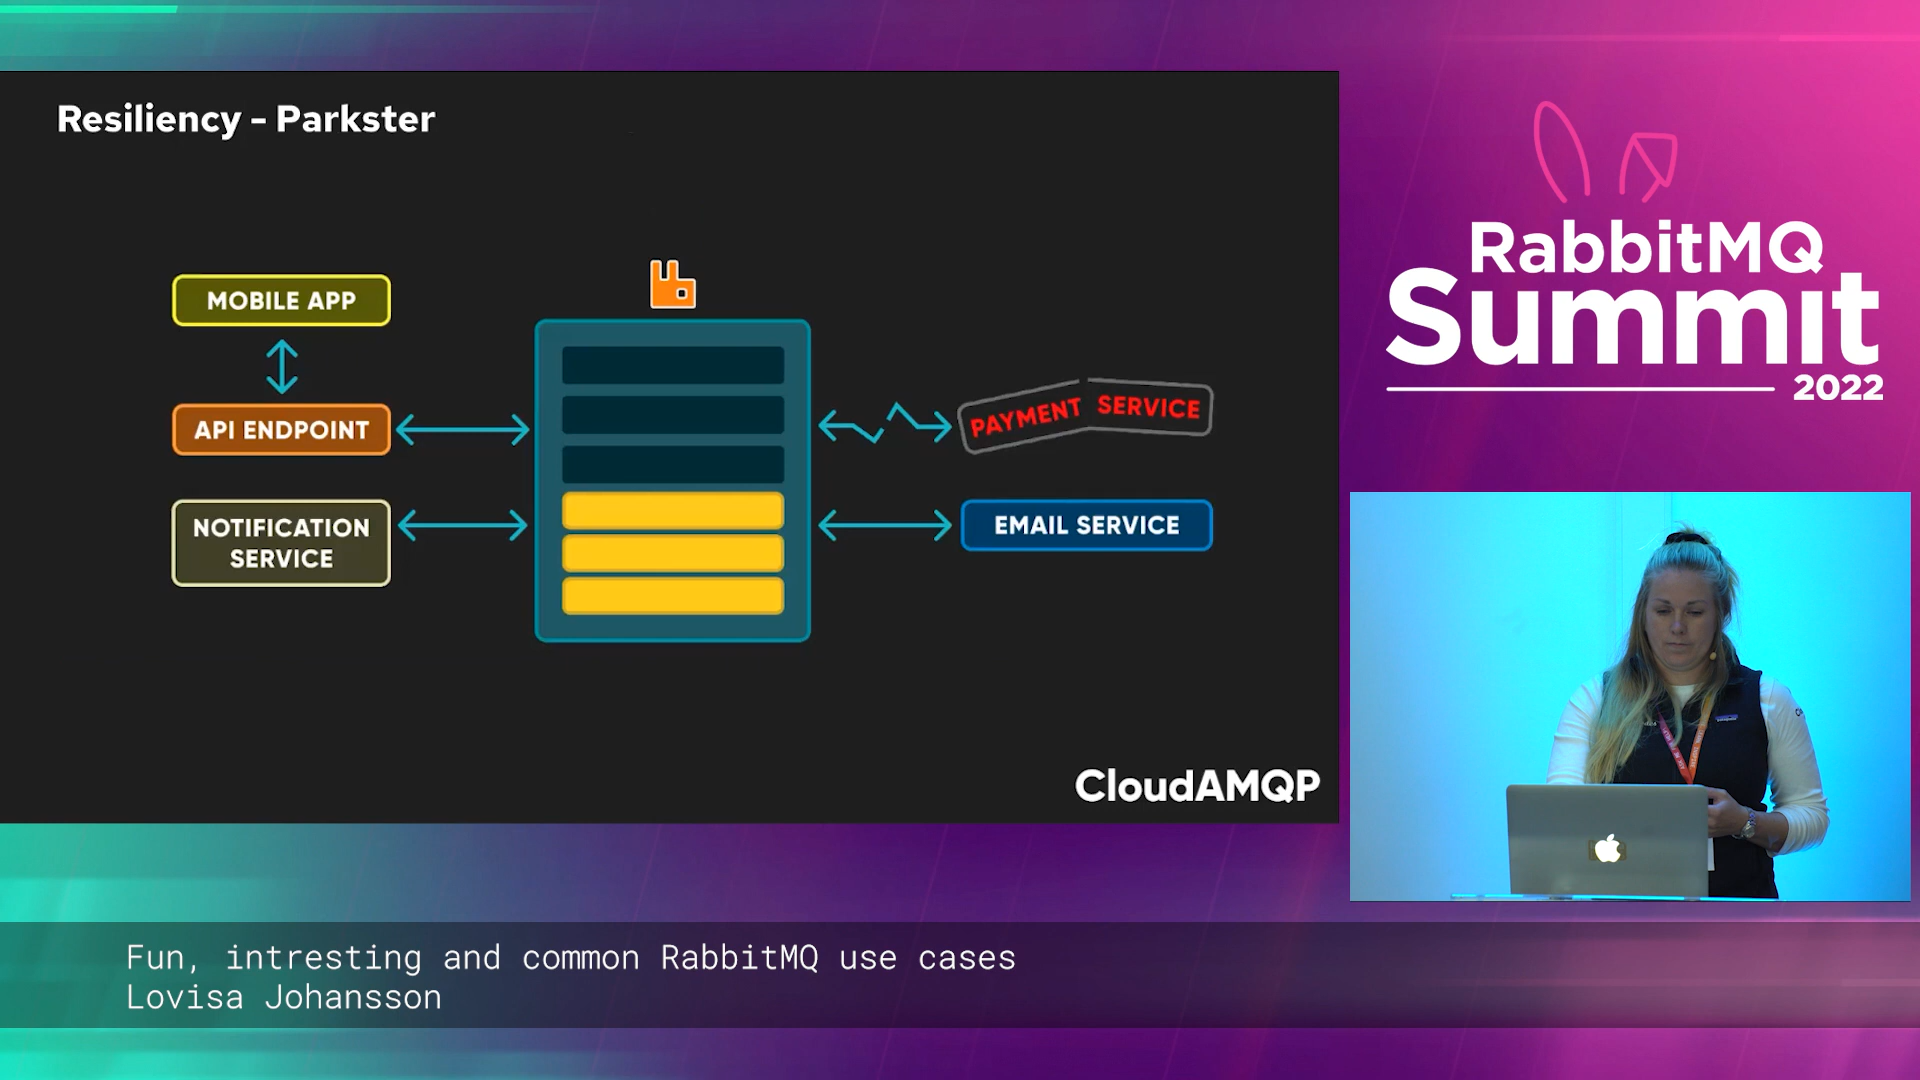 Resiliency - Parkster
MOBILE APP
API ENDPOINT
NOTIFICATION
SERVICE
PAYMENT SERVICE
EMAIL SERVICE
CloudAMQP
RabbitMQ
Summit
2022
Fun, intresting and common RabbitMQ use cases
Lovisa Johansson